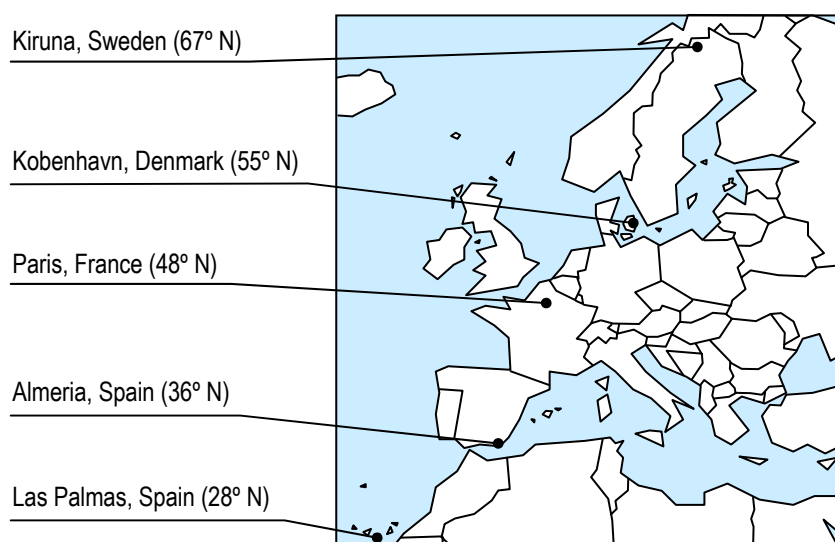 Kiruna, Sweden (67º N)
Kobenhavn, Denmark (55º N)
Paris, France (48º N)
Almeria, Spain (36º N)
Las Palmas, Spain (28º N)